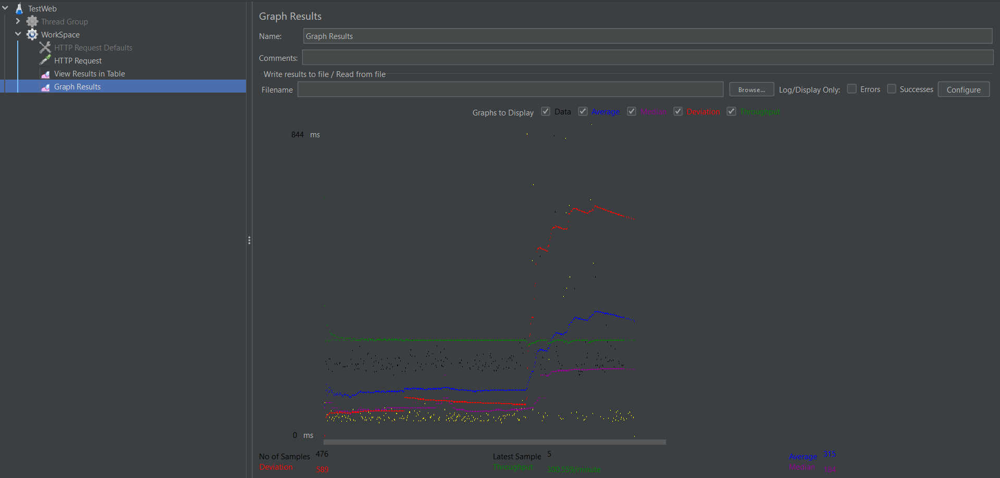 TestWeb
Thread Group
WorkSpace
HTTP Request Defaults
HTTP Request
View Results in Table
Graph Results
Graph Results
Name: Graph Results
Comments:
Write results to file / Read from file
Filename Browse... Log/Display Only: Errors Successes Configure
Graphs to Display Data Average Median Deviation Throughput
844 ms
0 ms
No of Samples 476 Latest Sample 5 Average 315
Deviation 589 Throughput 300,559/minute Median 184